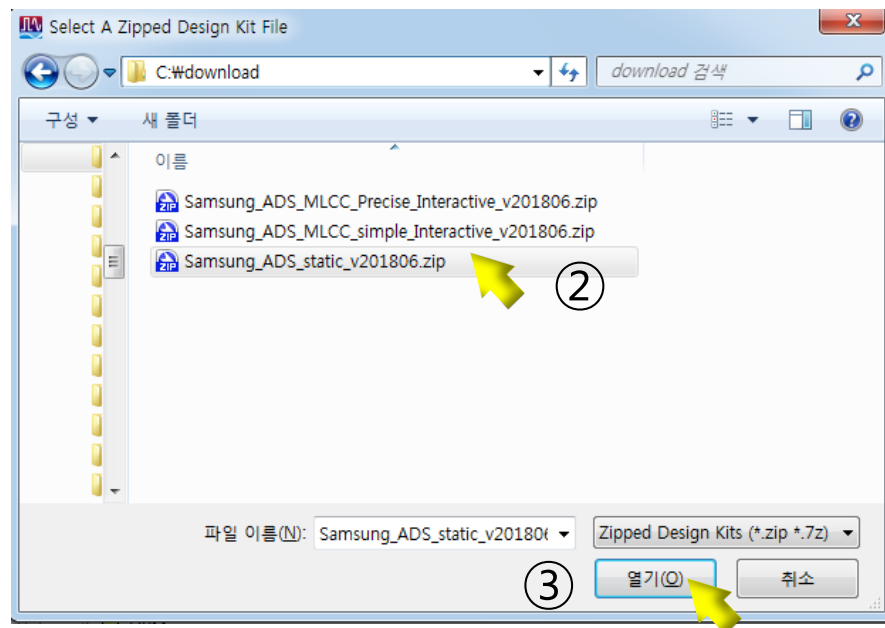 Select A Zipped Design Kit File
C:₩download
download 검색
구성
새 폴더
이름
Samsung_ADS_MLCC_Precise_Interactive_v201806.zip
Samsung_ADS_MLCC_simple_Interactive_v201806.zip
Samsung_ADS_static_v201806.zip
②
파일 이름(N):
Samsung_ADS_static_v201806
Zipped Design Kits (*.zip *.7z)
③
열기(O)
취소